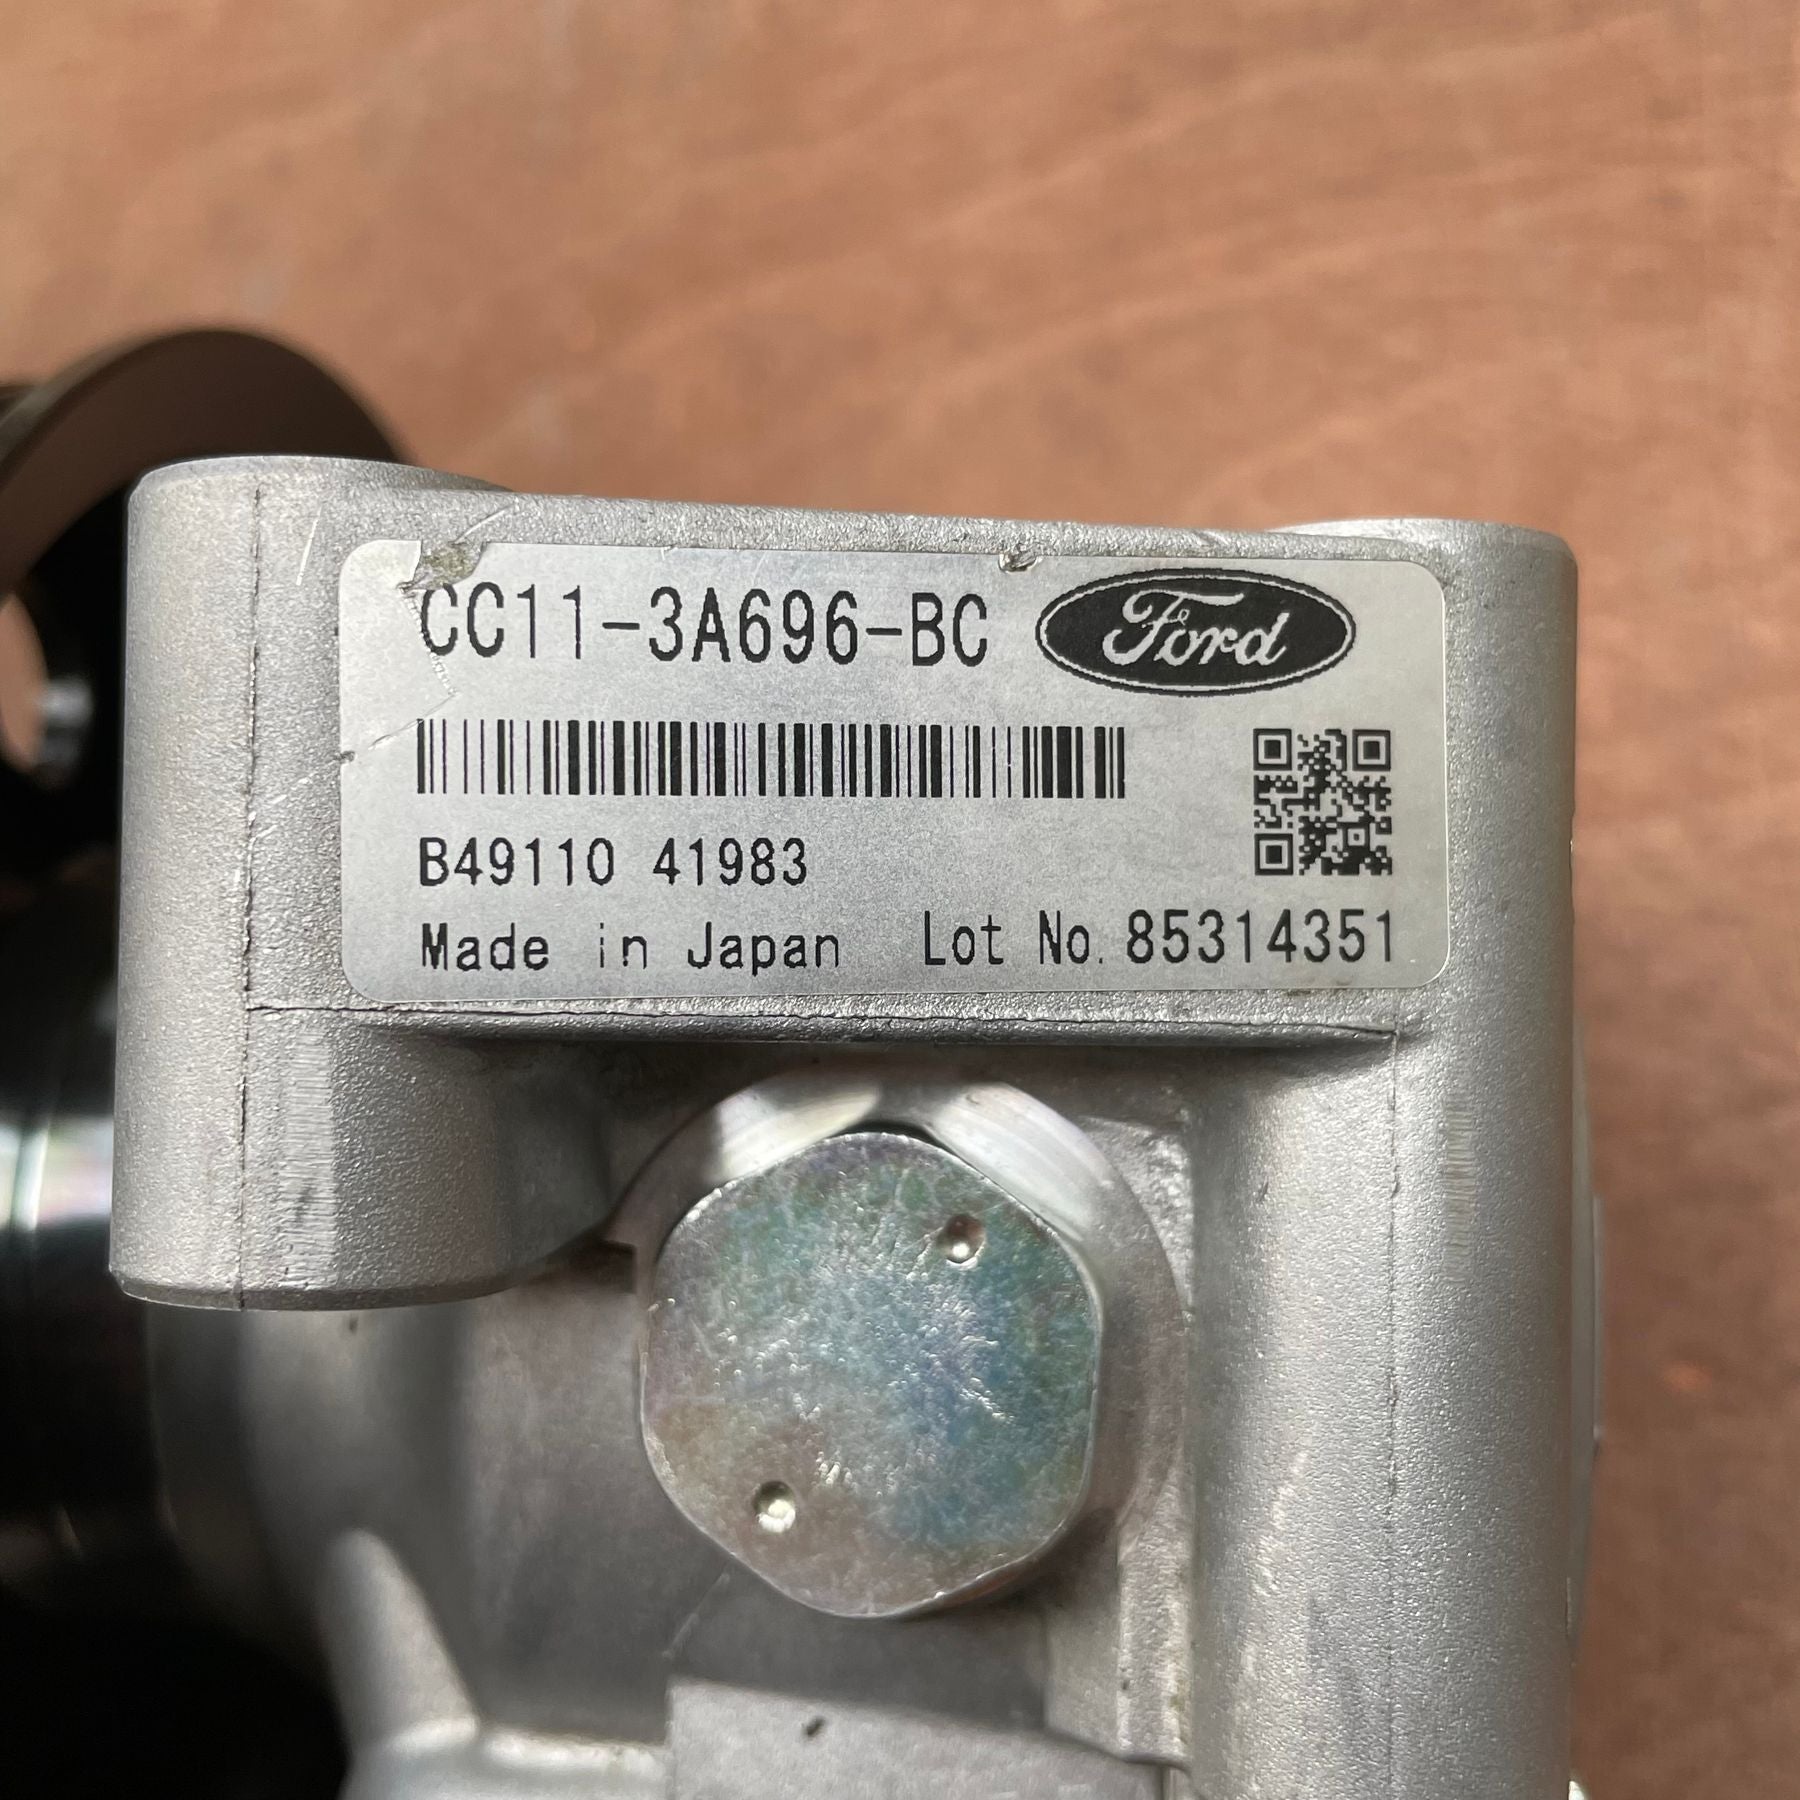 CC11-3A696-BC Ford
B49110 41983
Made in Japan Lot No. 85314351